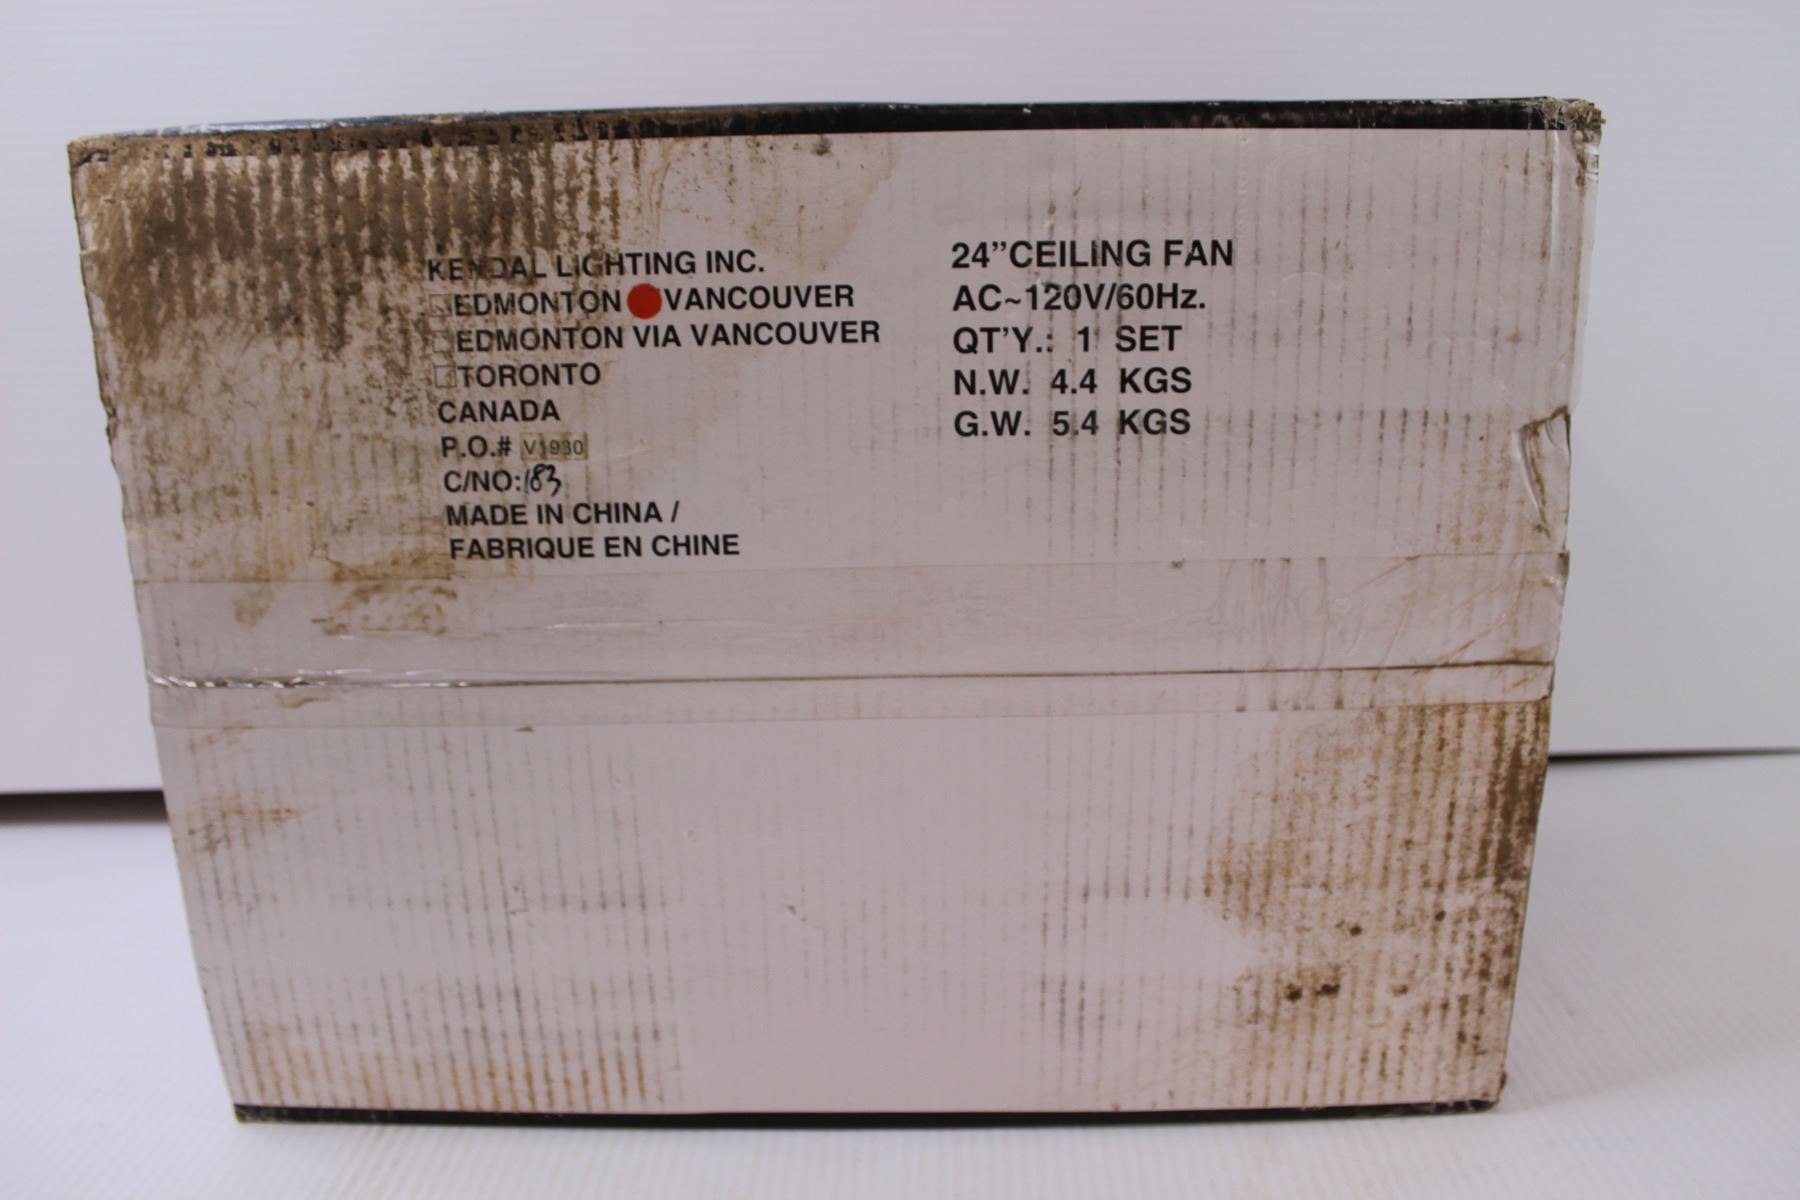 KENDAL LIGHTING INC.
EDMONTON VANCOUVER
EDMONTON VIA VANCOUVER
TORONTO
CANADA
P.O.# V1930
C/NO:183
MADE IN CHINA /
FABRIQUE EN CHINE
24”CEILING FAN
AC~120V/60Hz.
QT'Y.: 1 SET
N.W. 4.4 KGS
G.W. 5.4 KGS